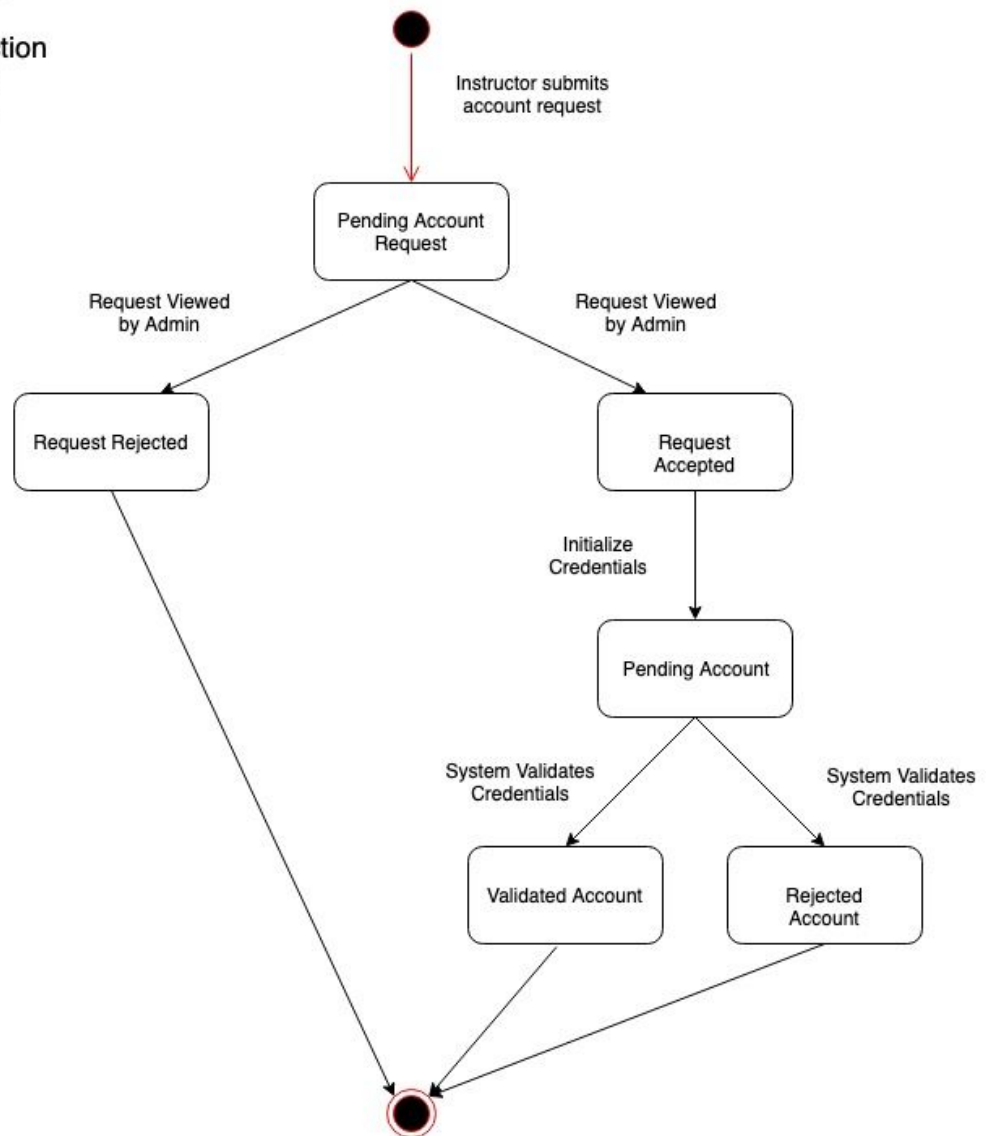 tion
Instructor submits
account request
Pending Account
Request
Request Viewed
by Admin
Request Viewed
by Admin
Request Rejected
Request
Accepted
Initialize
Credentials
Pending Account
System Validates
Credentials
System Validates
Credentials
Validated Account
Rejected
Account